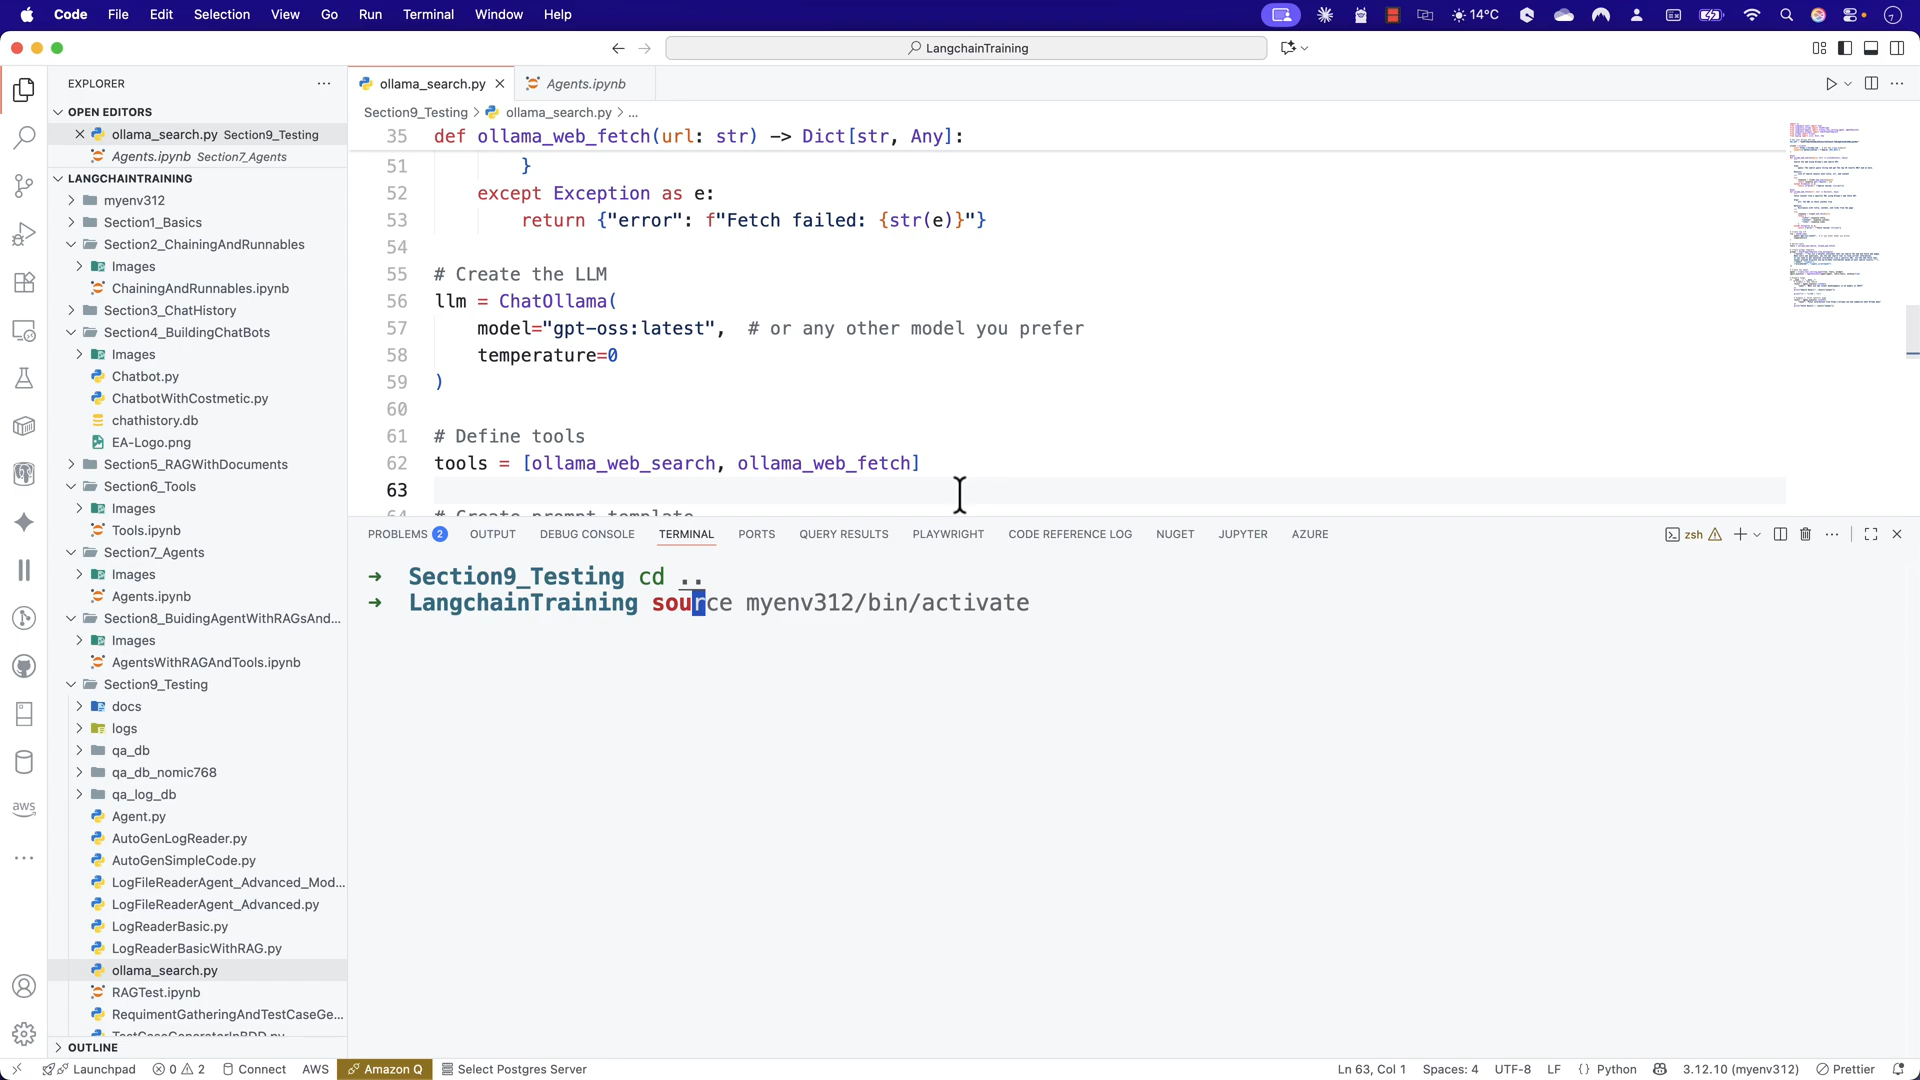 Code File Edit Selection View Go Run Terminal Window Help
14°C
LangchainTraining
EXPLORER
ollama_search.py
Agents.ipynb
OPEN EDITORS
Section9_Testing > ollama_search.py > ...
ollama_search.py Section9_Testing
Agents.ipynb Section7_Agents
LANGCHAINTRAINING
myenv312
Section1_Basics
Section2_ChainingAndRunnables
Images
ChainingAndRunnables.ipynb
Section3_ChatHistory
Section4_BuildingChatBots
Images
Chatbot.py
ChatbotWithCostmetic.py
chathistory.db
EA-Logo.png
Section5_RAGWithDocuments
Section6_Tools
Images
Tools.ipynb
Section7_Agents
Images
Agents.ipynb
Section8_BuidingAgentWithRAGsAnd...
Images
AgentsWithRAGAndTools.ipynb
Section9_Testing
docs
logs
qa_db
qa_db_nomic768
qa_log_db
Agent.py
AutoGenLogReader.py
AutoGenSimpleCode.py
LogFileReaderAgent_Advanced_Mod...
LogFileReaderAgent_Advanced.py
LogReaderBasic.py
LogReaderBasicWithRAG.py
ollama_search.py
RAGTest.ipynb
RequimentGatheringAndTestCaseGe...
TestCaseGeneratorInBDD.py
OUTLINE
35 def ollama_web_fetch(url: str) -> Dict[str, Any]:
51 }
52 except Exception as e:
53 return {"error": f"Fetch failed: {str(e)}"}
54
55 # Create the LLM
56 llm = ChatOllama(
57 model="gpt-oss:latest", # or any other model you prefer
58 temperature=0
59 )
60
61 # Define tools
62 tools = [ollama_web_search, ollama_web_fetch]
63
64 # Create prompt template
PROBLEMS 2 OUTPUT DEBUG CONSOLE TERMINAL PORTS QUERY RESULTS PLAYWRIGHT CODE REFERENCE LOG NUGET JUPYTER AZURE
zsh
→ Section9_Testing cd ..
→ LangchainTraining source myenv312/bin/activate
aws
Launchpad 0 2 Connect AWS Amazon Q Select Postgres Server
Ln 63, Col 1 Spaces: 4 UTF-8 LF {} Python 3.12.10 (myenv312) Prettier